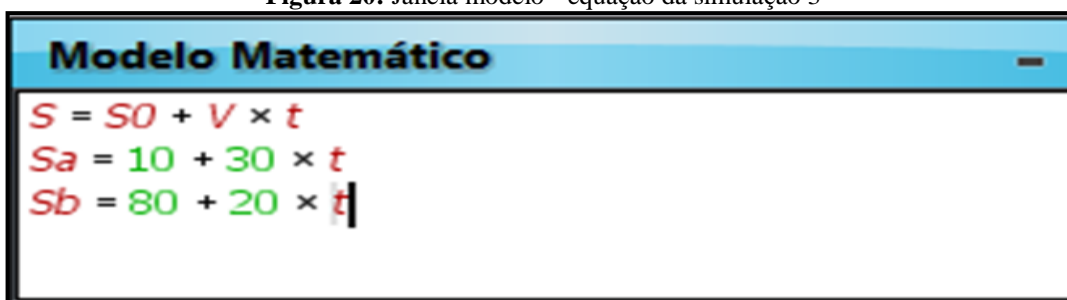 Figura 20: Janela modelo - equação da simulação 3
Modelo Matemático
S = S0 + V × t
Sa = 10 + 30 × t
Sb = 80 + 20 × t